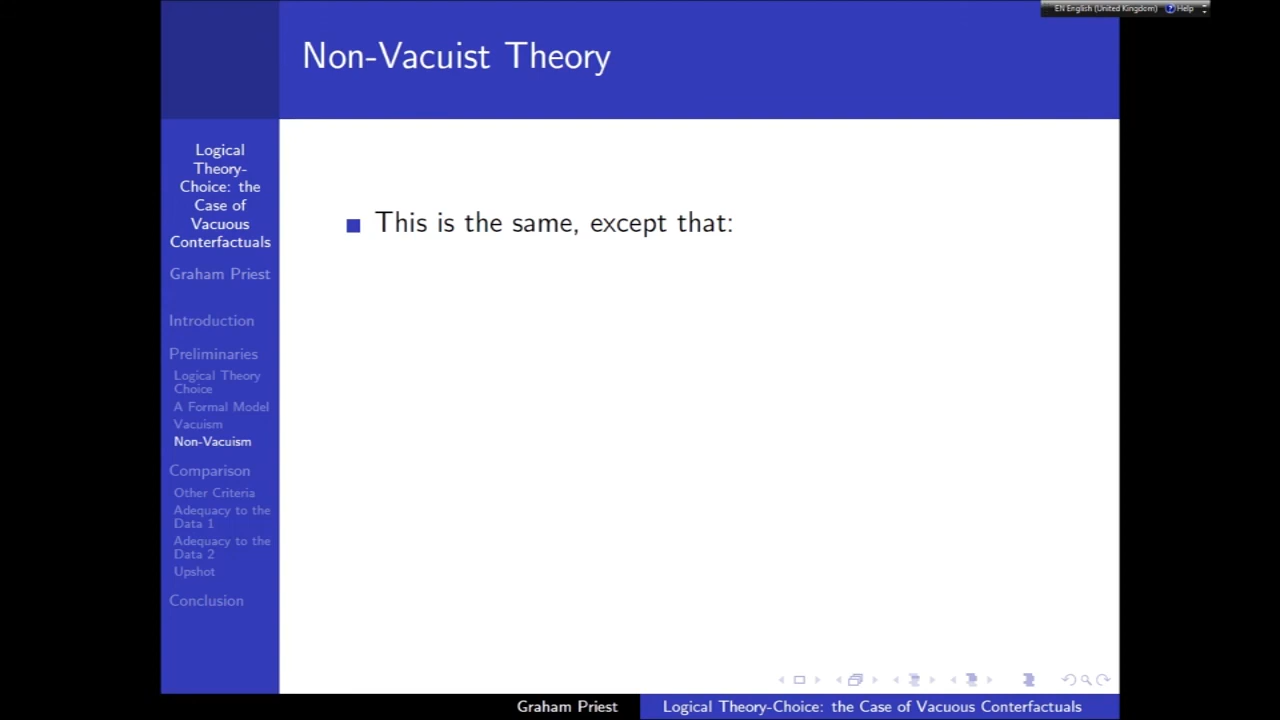 EN English (United Kingdom) Help
Non-Vacuist Theory
Logical
Theory-
Choice: the
Case of
Vacuous
Conterfactuals
Graham Priest
Introduction
Preliminaries
Logical Theory
Choice
A Formal Model
Vacuism
Non-Vacuism
Comparison
Other Criteria
Adequacy to the
Data 1
Adequacy to the
Data 2
Upshot
Conclusion
This is the same, except that:
Graham Priest
Logical Theory-Choice: the Case of Vacuous Conterfactuals